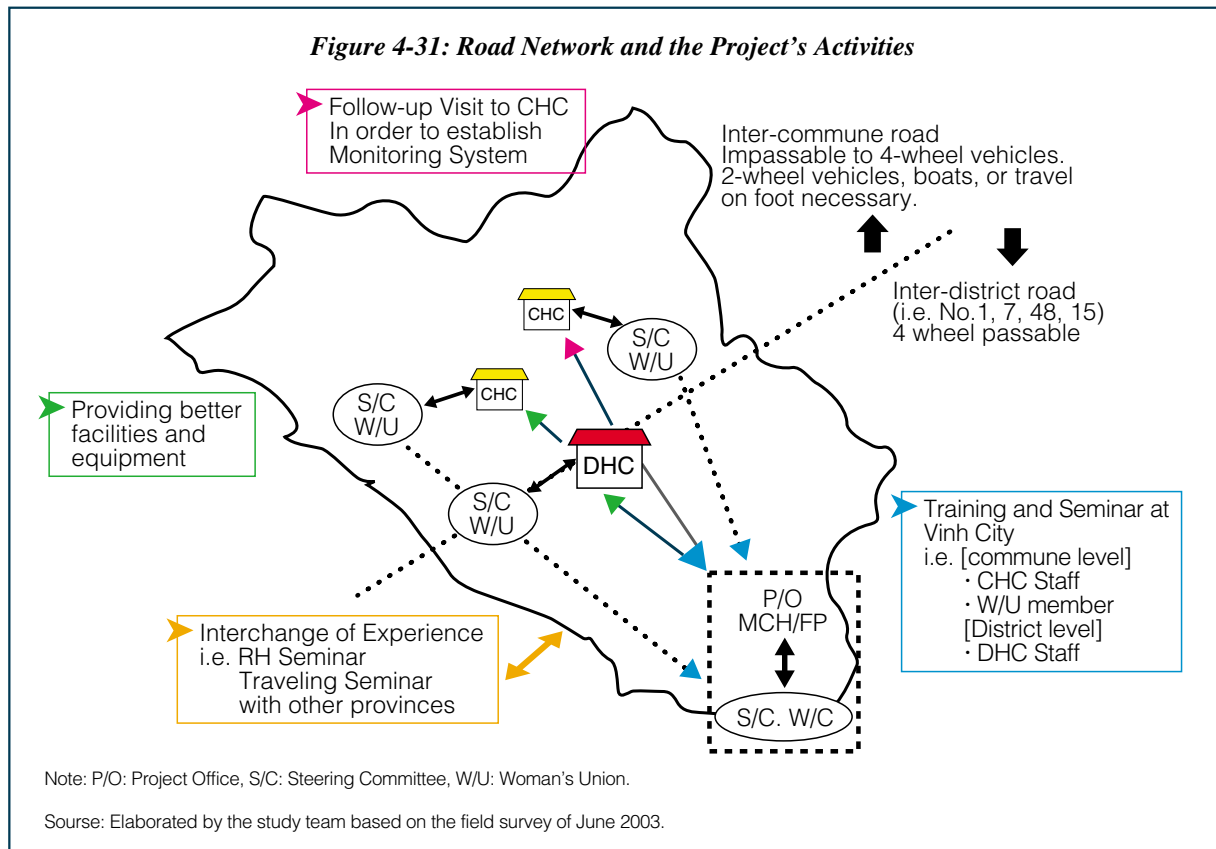 Figure 4-31: Road Network and the Project's Activities
Follow-up Visit to CHC
In order to establish
Monitoring System
Inter-commune road
Impassable to 4-wheel vehicles.
2-wheel vehicles, boats, or travel
on foot necessary.
Inter-district road
(i.e. No.1, 7, 48, 15)
4 wheel passable
CHC
S/C
W/U
CHC
S/C
W/U
Providing better
facilities and
equipment
DHC
S/C
W/U
Training and Seminar at
Vinh City
i.e. [commune level]
・CHC Staff
・W/U member
[District level]
・DHC Staff
P/O
MCH/FP
S/C. W/C
Interchange of Experience
i.e. RH Seminar
Traveling Seminar
with other provinces
Note: P/O: Project Office, S/C: Steering Committee, W/U: Woman's Union.
Sourse: Elaborated by the study team based on the field survey of June 2003.